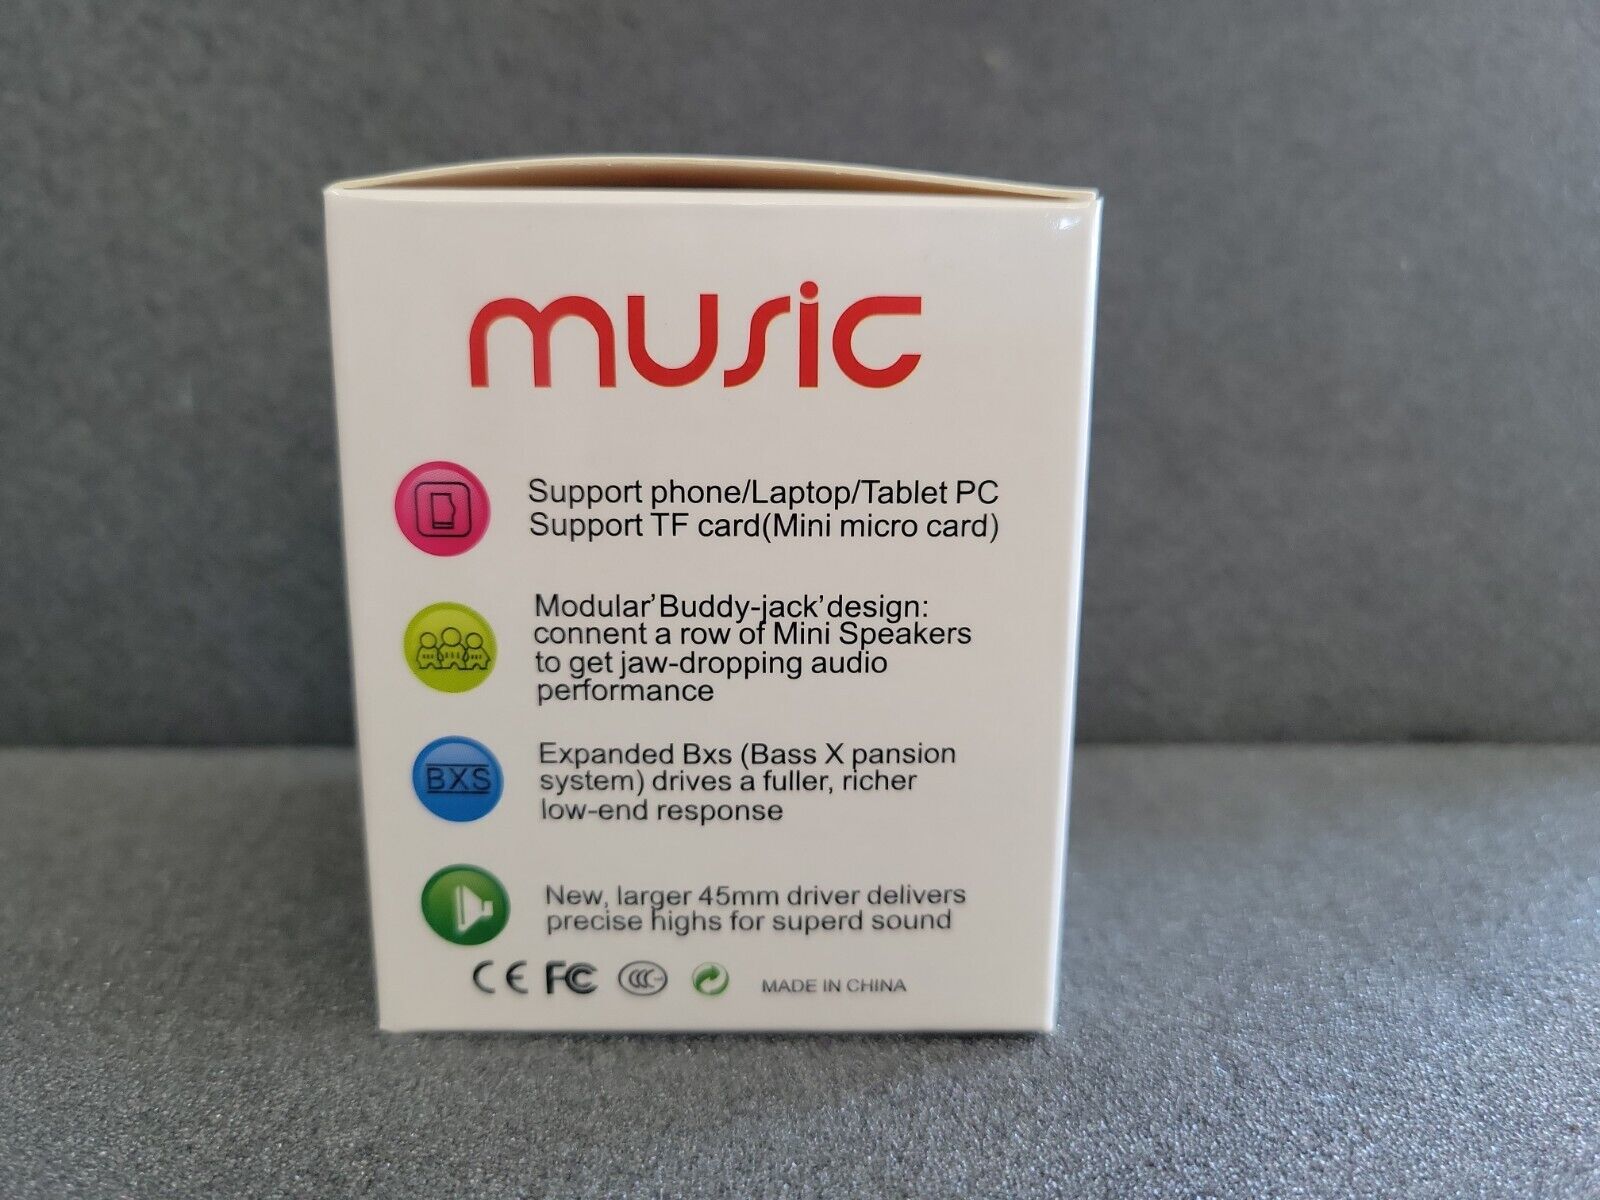 music
Support phone/Laptop/Tablet PC
Support TF card(Mini micro card)
Modular'Buddy-jack'design:
connent a row of Mini Speakers
to get jaw-dropping audio
performance
BXS
Expanded Bxs (Bass X pansion
system) drives a fuller, richer
low-end response
New, larger 45mm driver delivers
precise highs for superd sound
CE FC CCC MADE IN CHINA